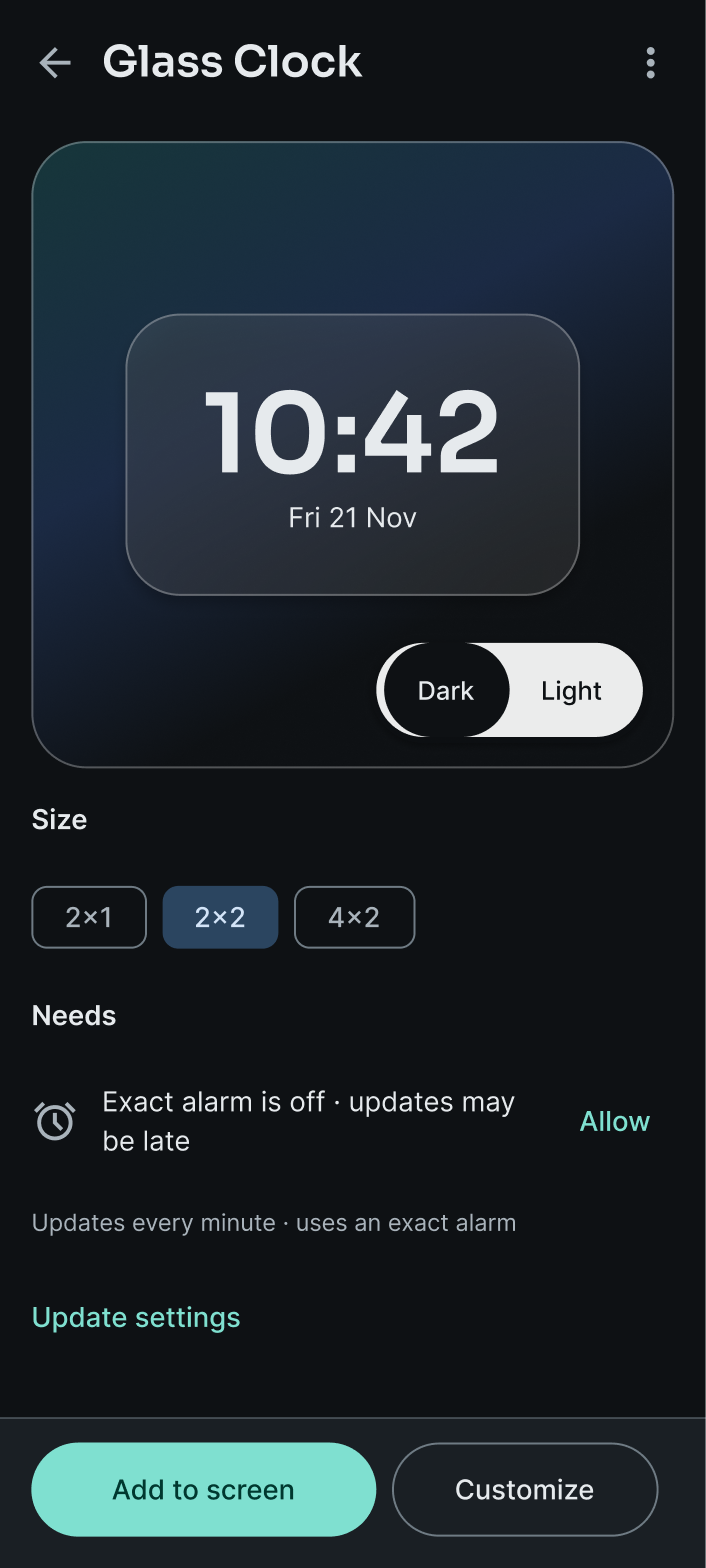 Glass Clock
10:42
Fri 21 Nov
Dark Light
Size
2×1 2×2 4×2
Needs
Exact alarm is off · updates may
be late
Allow
Updates every minute · uses an exact alarm
Update settings
Add to screen Customize